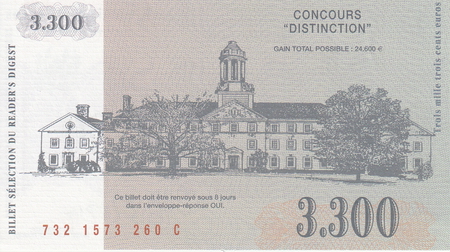 3.300
CONCOURS
"DISTINCTION"
GAIN TOTAL POSSIBLE : 24,600 €
BILLET SÉLECTION DU READER'S DIGEST
Trois mille trois cents euros
Ce billet doit être renvoyé sous 8 jours
dans l'enveloppe-réponse OUI.
732 1573 260 C
3.300